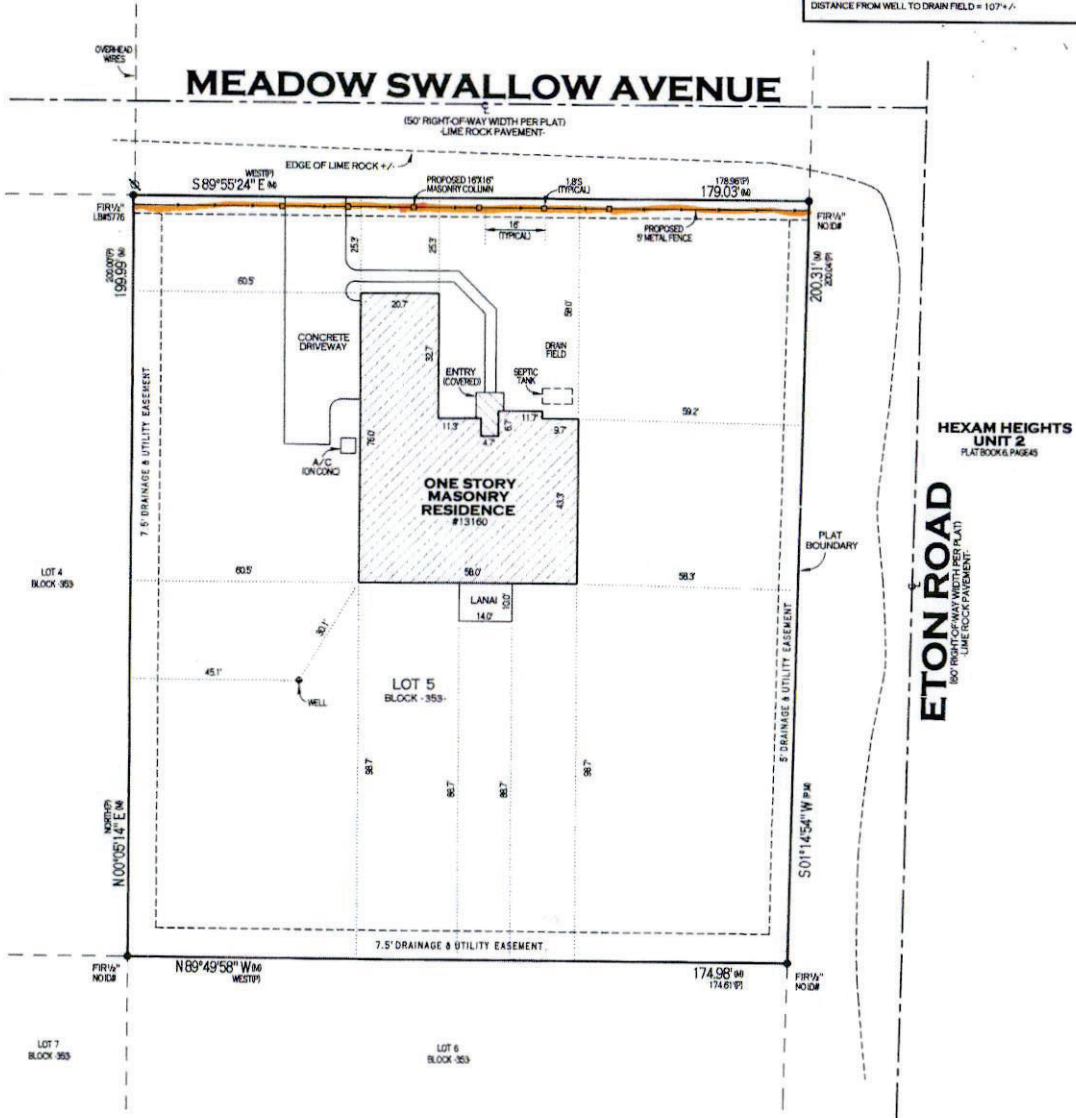 DISTANCE FROM WELL TO DRAIN FIELD = 107'+/-
OVERHEAD
WIRES
MEADOW SWALLOW AVENUE
(50' RIGHT-OF-WAY WIDTH PER PLAT)
-LIME ROCK PAVEMENT-
EDGE OF LIME ROCK +/-
WEST(P)
S 89°55'24" E (M)
PROPOSED 16"X16"
MASONRY COLUMN
1.8'S
(TYPICAL)
178.96'(P)
179.03' (M)
FIR½"
LB#5776
FIR½"
NO ID#
16'
(TYPICAL)
PROPOSED
5' METAL FENCE
200.00'(P)
199.99' (M)
200.31' (M)
200.04'(P)
25.3'
25.3'
60.5'
20.7'
58.0'
CONCRETE
DRIVEWAY
32.7'
ENTRY
(COVERED)
DRAIN
FIELD
SEPTIC
TANK
7.5' DRAINAGE & UTILITY EASEMENT
11.3'
4.7'
6.7'
11.7'
9.7'
59.2'
A/C
(ON CONC)
76.0'
ONE STORY
MASONRY
RESIDENCE
#13160
43.3'
HEXAM HEIGHTS
UNIT 2
PLAT BOOK 6, PAGE 45
ETON ROAD
(50' RIGHT-OF-WAY WIDTH PER PLAT)
-LIME ROCK PAVEMENT-
PLAT
BOUNDARY
LOT 4
BLOCK -353-
60.5'
58.0'
58.3'
LANAI
10.0'
14.0'
30.1'
45.1'
WELL
LOT 5
BLOCK -353-
5' DRAINAGE & UTILITY EASEMENT
98.7'
88.7'
88.7'
98.7'
NORTH(P)
N 00°05'14" E (M)
S 01°14'54" W (P,M)
7.5' DRAINAGE & UTILITY EASEMENT
FIR½"
NO ID#
N 89°49'58" W (M)
WEST(P)
174.98' (M)
174.61'(P)
FIR½"
NO ID#
LOT 7
BLOCK -353-
LOT 6
BLOCK -353-